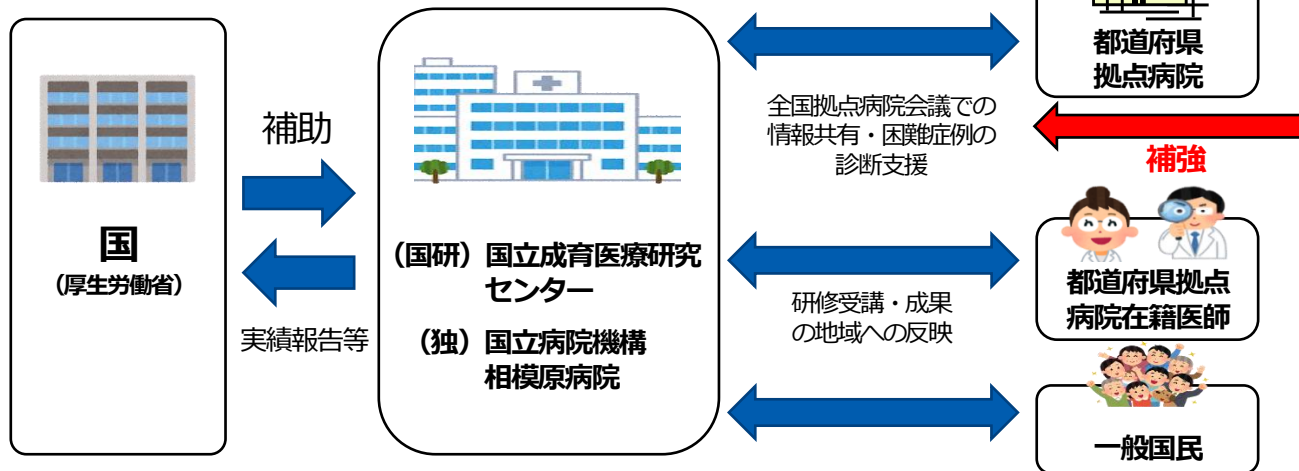 国
（厚生労働省）
補助
実績報告等
（国研）国立成育医療研究
センター
（独）国立病院機構
相模原病院
全国拠点病院会議での
情報共有・困難症例の
診断支援
研修受講・成果
の地域への反映
都道府県
拠点病院
補強
都道府県拠点
病院在籍医師
一般国民